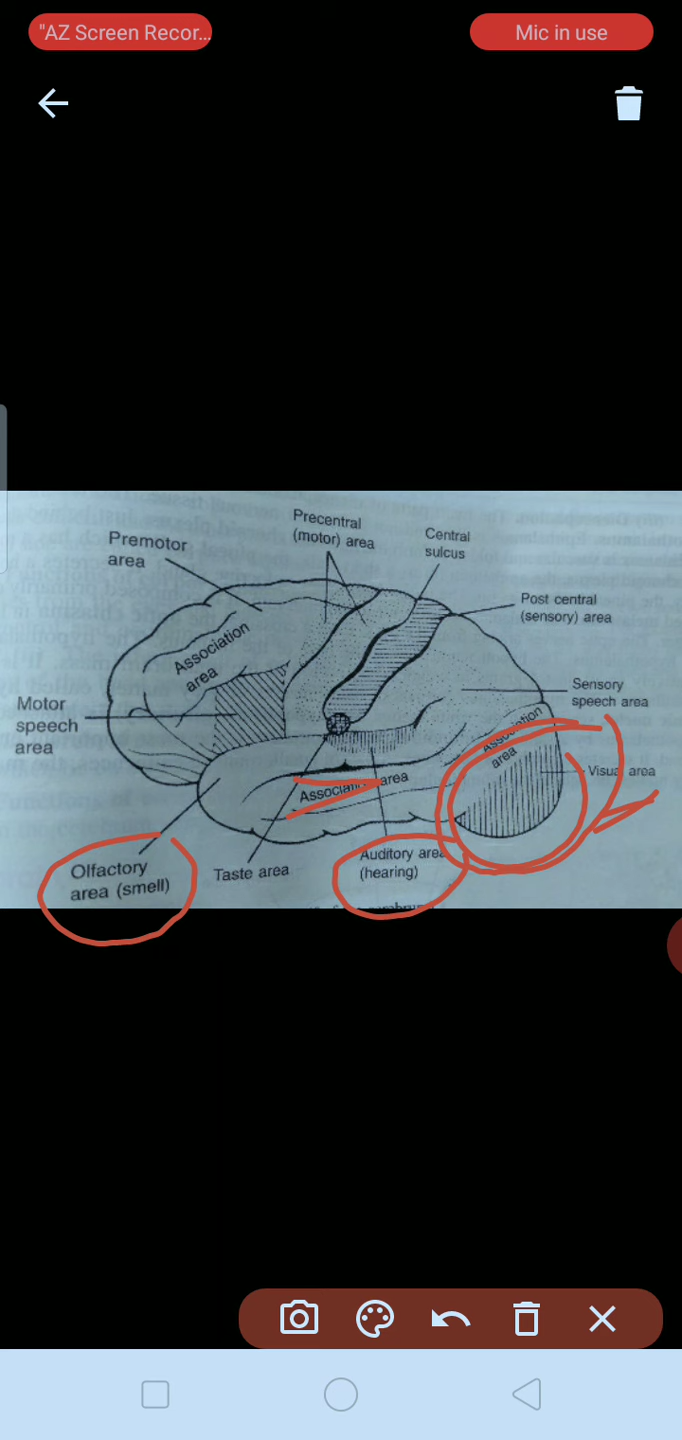 "AZ Screen Recor...
Mic in use
Precentral
(motor) area
Central
sulcus
Premotor
area
Post central
(sensory) area
Association
area
Sensory
speech area
Motor
speech
area
Association
area
Visual area
Association area
Olfactory
area (smell)
Taste area
Auditory area
(hearing)